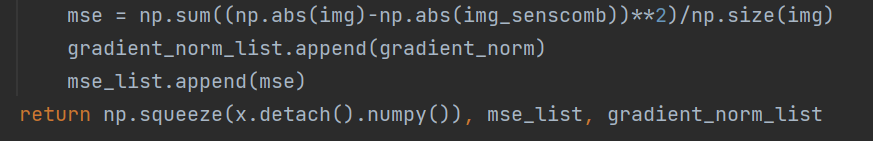 mse = np.sum((np.abs(img)-np.abs(img_senscomb))**2)/np.size(img)
gradient_norm_list.append(gradient_norm)
mse_list.append(mse)
return np.squeeze(x.detach().numpy()), mse_list, gradient_norm_list